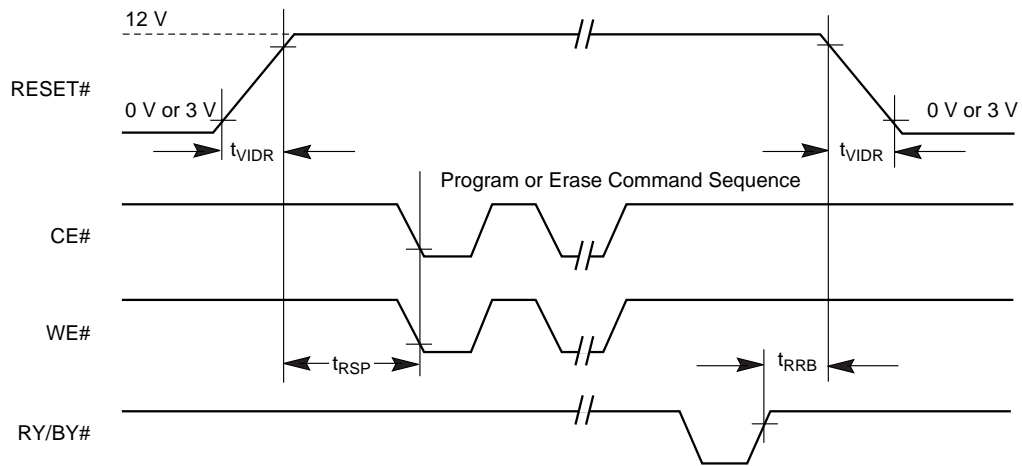 12 V
RESET#
0 V or 3 V
0 V or 3 V
tVIDR
tVIDR
Program or Erase Command Sequence
CE#
WE#
tRSP
tRRB
RY/BY#